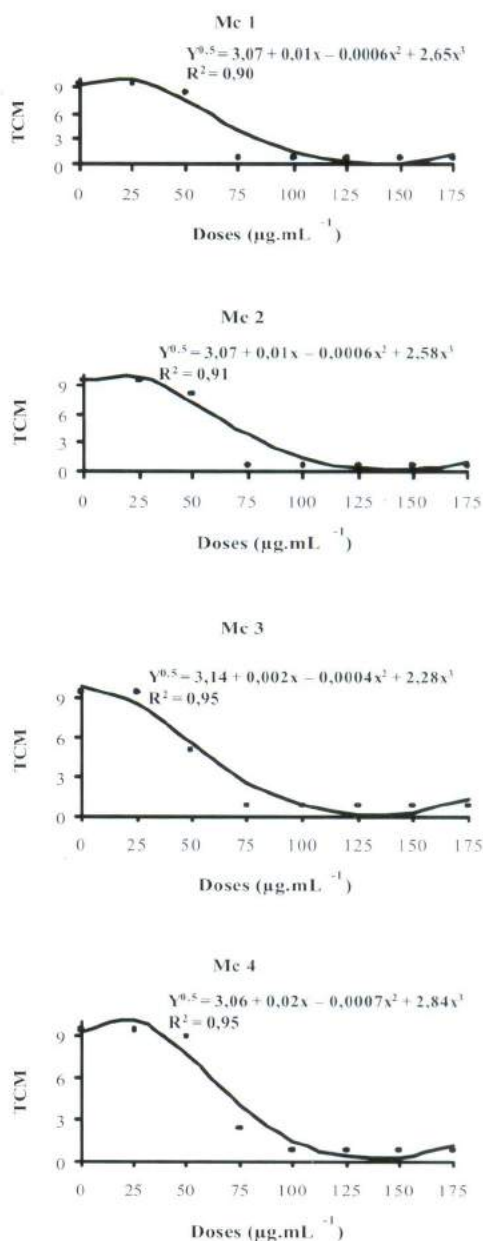 Mc 1
Y^0.5 = 3,07 + 0,01x – 0,0006x² + 2,65x³
R² = 0,90
TCM
9
6
3
0
0 25 50 75 100 125 150 175
Doses (µg.mL ⁻¹)
Mc 2
Y^0.5 = 3,07 + 0,01x – 0,0006x² + 2,58x³
R² = 0,91
TCM
9
6
3
0
0 25 50 75 100 125 150 175
Doses (µg.mL ⁻¹)
Mc 3
Y^0.5 = 3,14 + 0,002x – 0,0004x² + 2,28x³
R² = 0,95
TCM
9
6
3
0
0 25 50 75 100 125 150 175
Doses (µg.mL ⁻¹)
Mc 4
Y^0.5 = 3,06 + 0,02x – 0,0007x² + 2,84x³
R² = 0,95
TCM
9
6
3
0
0 25 50 75 100 125 150 175
Doses (µg.mL ⁻¹)